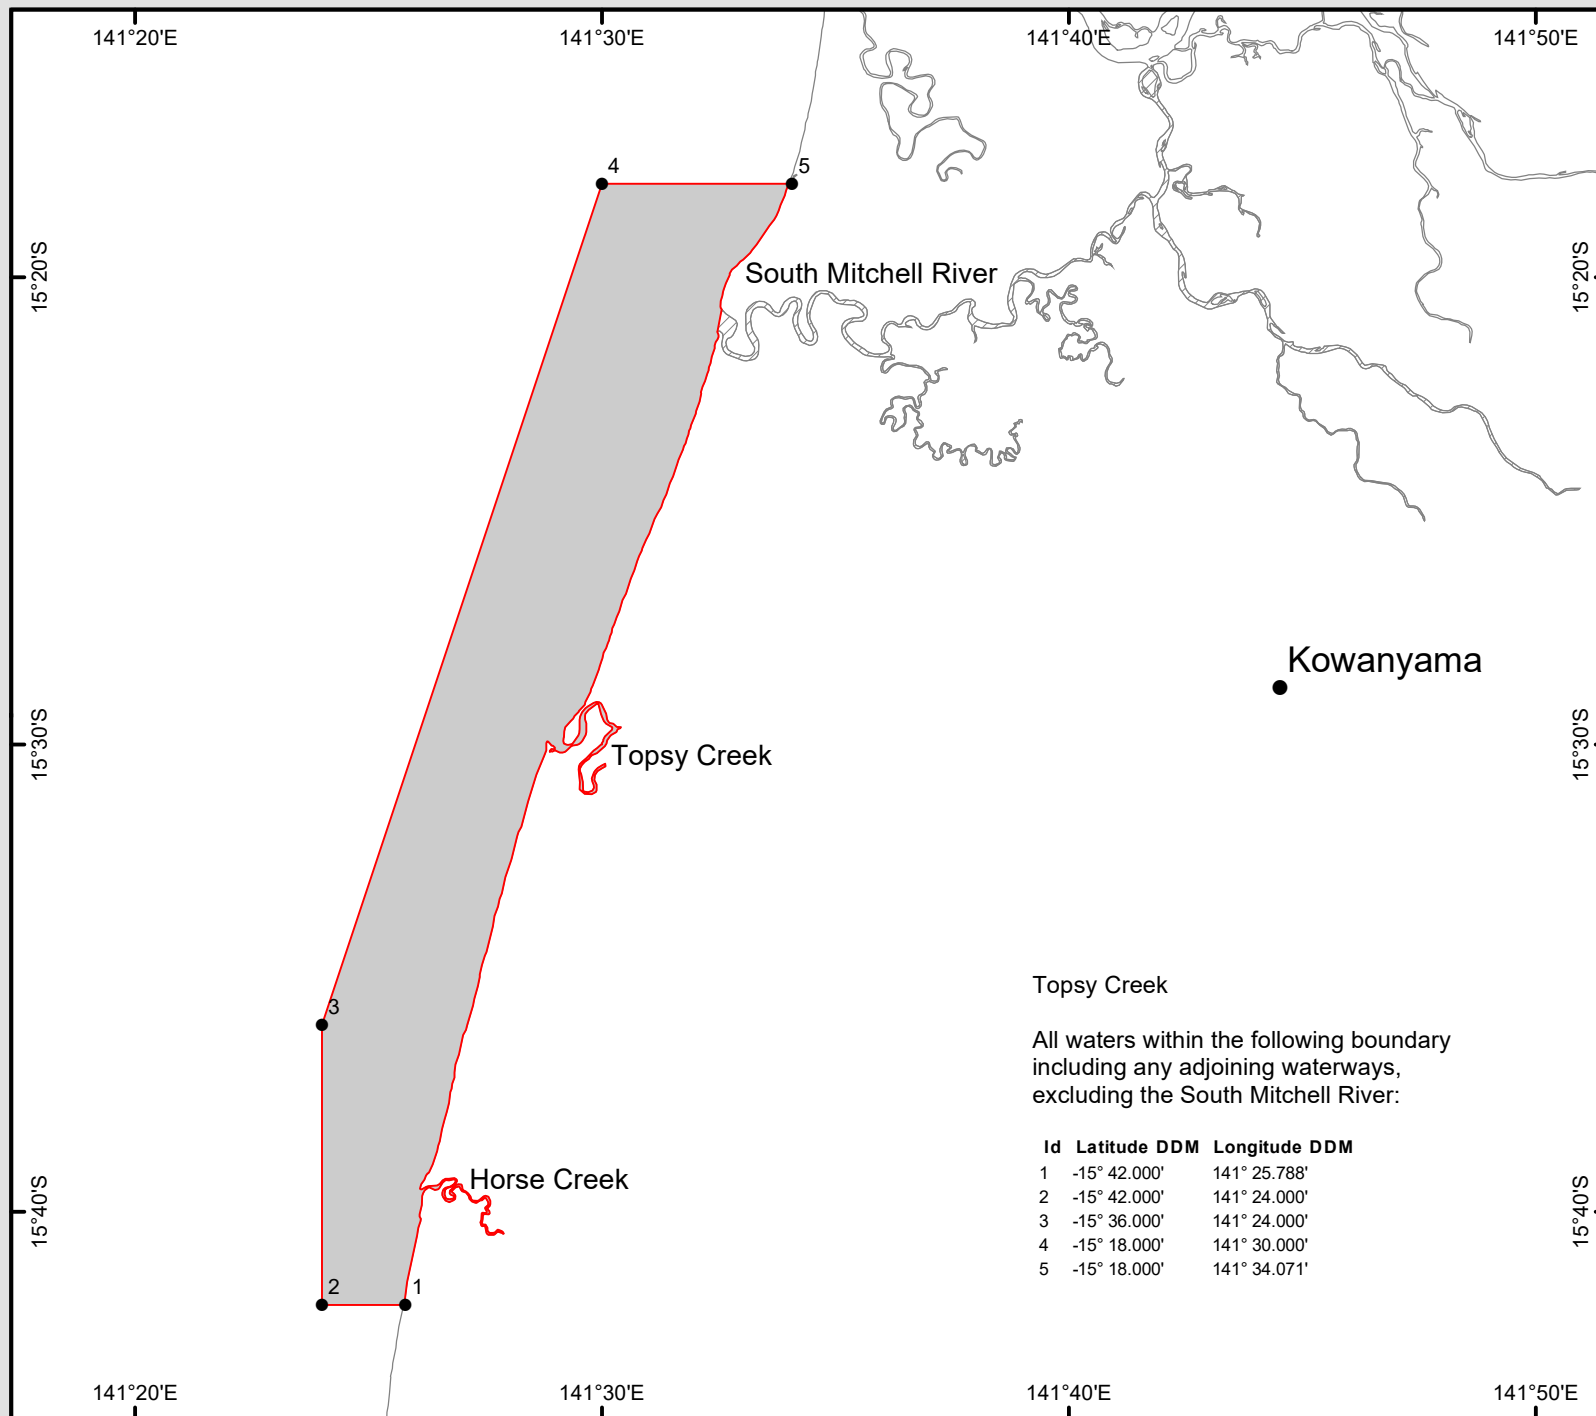 141°20'E
141°30'E
141°40'E
141°50'E
4
5
15°20'S
South Mitchell River
15°20'S
Kowanyama
15°30'S
Topsy Creek
15°30'S
3
Topsy Creek
All waters within the following boundary
including any adjoining waterways,
excluding the South Mitchell River:
Id Latitude DDM Longitude DDM
1 -15° 42.000' 141° 25.788'
2 -15° 42.000' 141° 24.000'
3 -15° 36.000' 141° 24.000'
4 -15° 18.000' 141° 30.000'
5 -15° 18.000' 141° 34.071'
Horse Creek
15°40'S
15°40'S
2
1
141°20'E
141°30'E
141°40'E
141°50'E